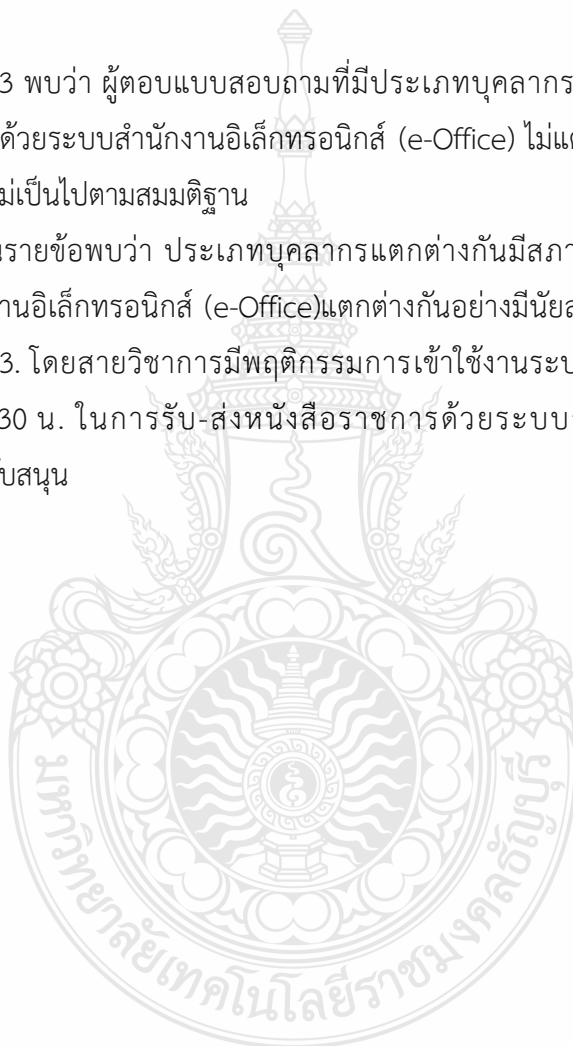 3 พบว่า ผู้ตอบแบบสอบถามที่มีประเภทบุคลากร
ด้วยระบบสำนักงานอิเล็กทรอนิกส์ (e-Office) ไม่แต
ม่เป็นไปตามสมมติฐาน
นรายข้อพบว่า ประเภทบุคลากรแตกต่างกันมีสภา
านอิเล็กทรอนิกส์ (e-Office)แตกต่างกันอย่างมีนัยส
3. โดยสายวิชาการมีพฤติกรรมการเข้าใช้งานระบ
30 น. ในการรับ-ส่งหนังสือราชการด้วยระบบ
ับสนุน
มหาวิทยาลัยเทคโนโลยีราชมงคลธัญบุรี